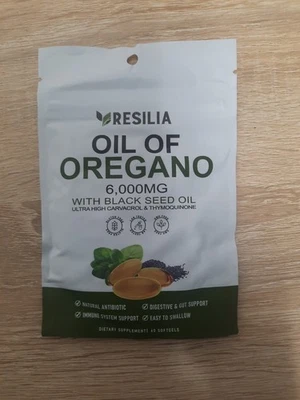 RESILIA
OIL OF
OREGANO
6,000MG
WITH BLACK SEED OIL
ULTRA HIGH CARVACROL & THYMOQUINONE
NATURAL ANTIBIOTIC
DIGESTIVE & GUT SUPPORT
IMMUNE SYSTEM SUPPORT
EASY TO SWALLOW
DIETARY SUPPLEMENT
SOFTGELS